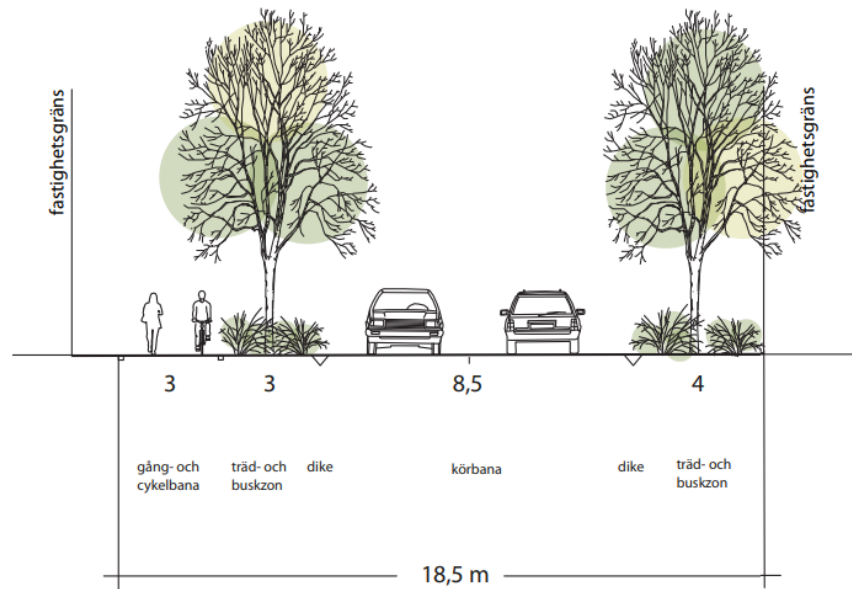 fastighetsgräns
fastighetsgräns
3
3
8,5
4
gång- och
cykelbana
träd- och
buskzon
dike
körbana
dike
träd- och
buskzon
18,5 m